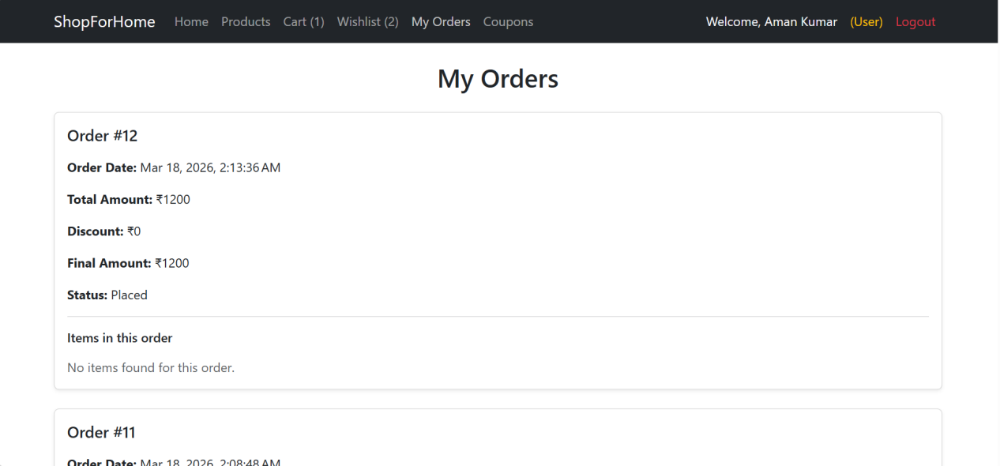 ShopForHome Home Products Cart (1) Wishlist (2) My Orders Coupons Welcome, Aman Kumar (User) Logout
My Orders
Order #12
Order Date: Mar 18, 2026, 2:13:36 AM
Total Amount: ₹1200
Discount: ₹0
Final Amount: ₹1200
Status: Placed
Items in this order
No items found for this order.
Order #11
Order Date: Mar 18, 2026, 2:08:48 AM